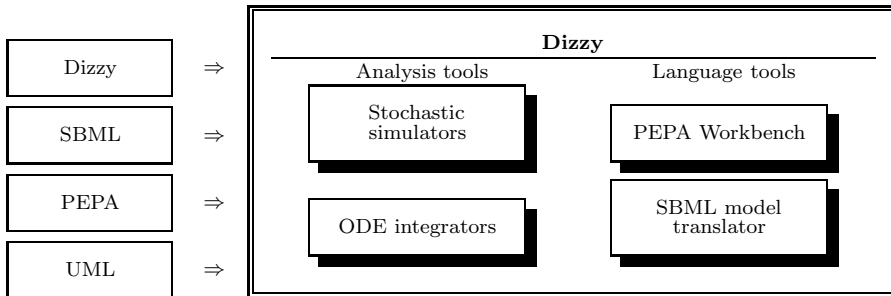 Dizzy
Dizzy ⇒
Analysis tools
Language tools
Stochastic
simulators
PEPA Workbench
SBML ⇒
PEPA ⇒
ODE integrators
SBML model
translator
UML ⇒